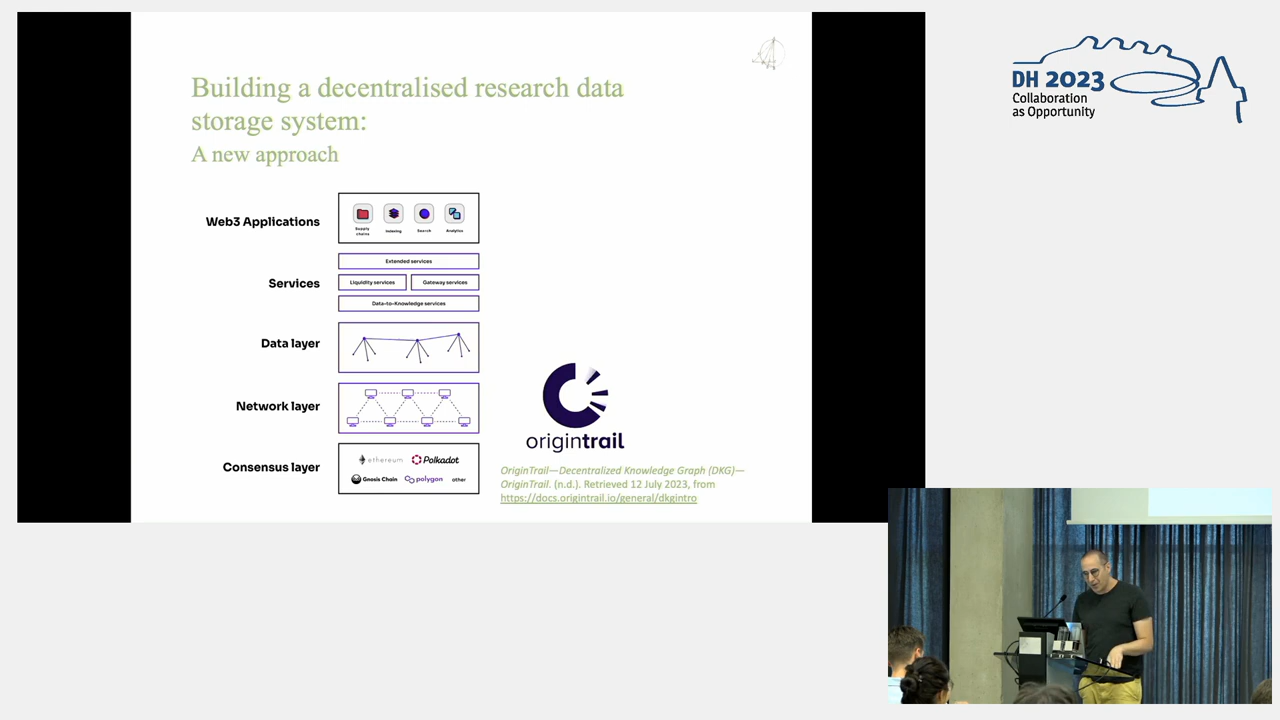 Building a decentralised research data
storage system:
A new approach
Web3 Applications
Supply
chains
Indexing
Search
Analytics
Services
Extended services
Liquidity services
Gateway services
Data-to-Knowledge services
Data layer
Network layer
Consensus layer
ethereum
Polkadot
Gnosis Chain
polygon
other
origintrail
OriginTrail—Decentralized Knowledge Graph (DKG)—
OriginTrail. (n.d.). Retrieved 12 July 2023, from
https://docs.origintrail.io/general/dkgintro
DH 2023
Collaboration
as Opportunity